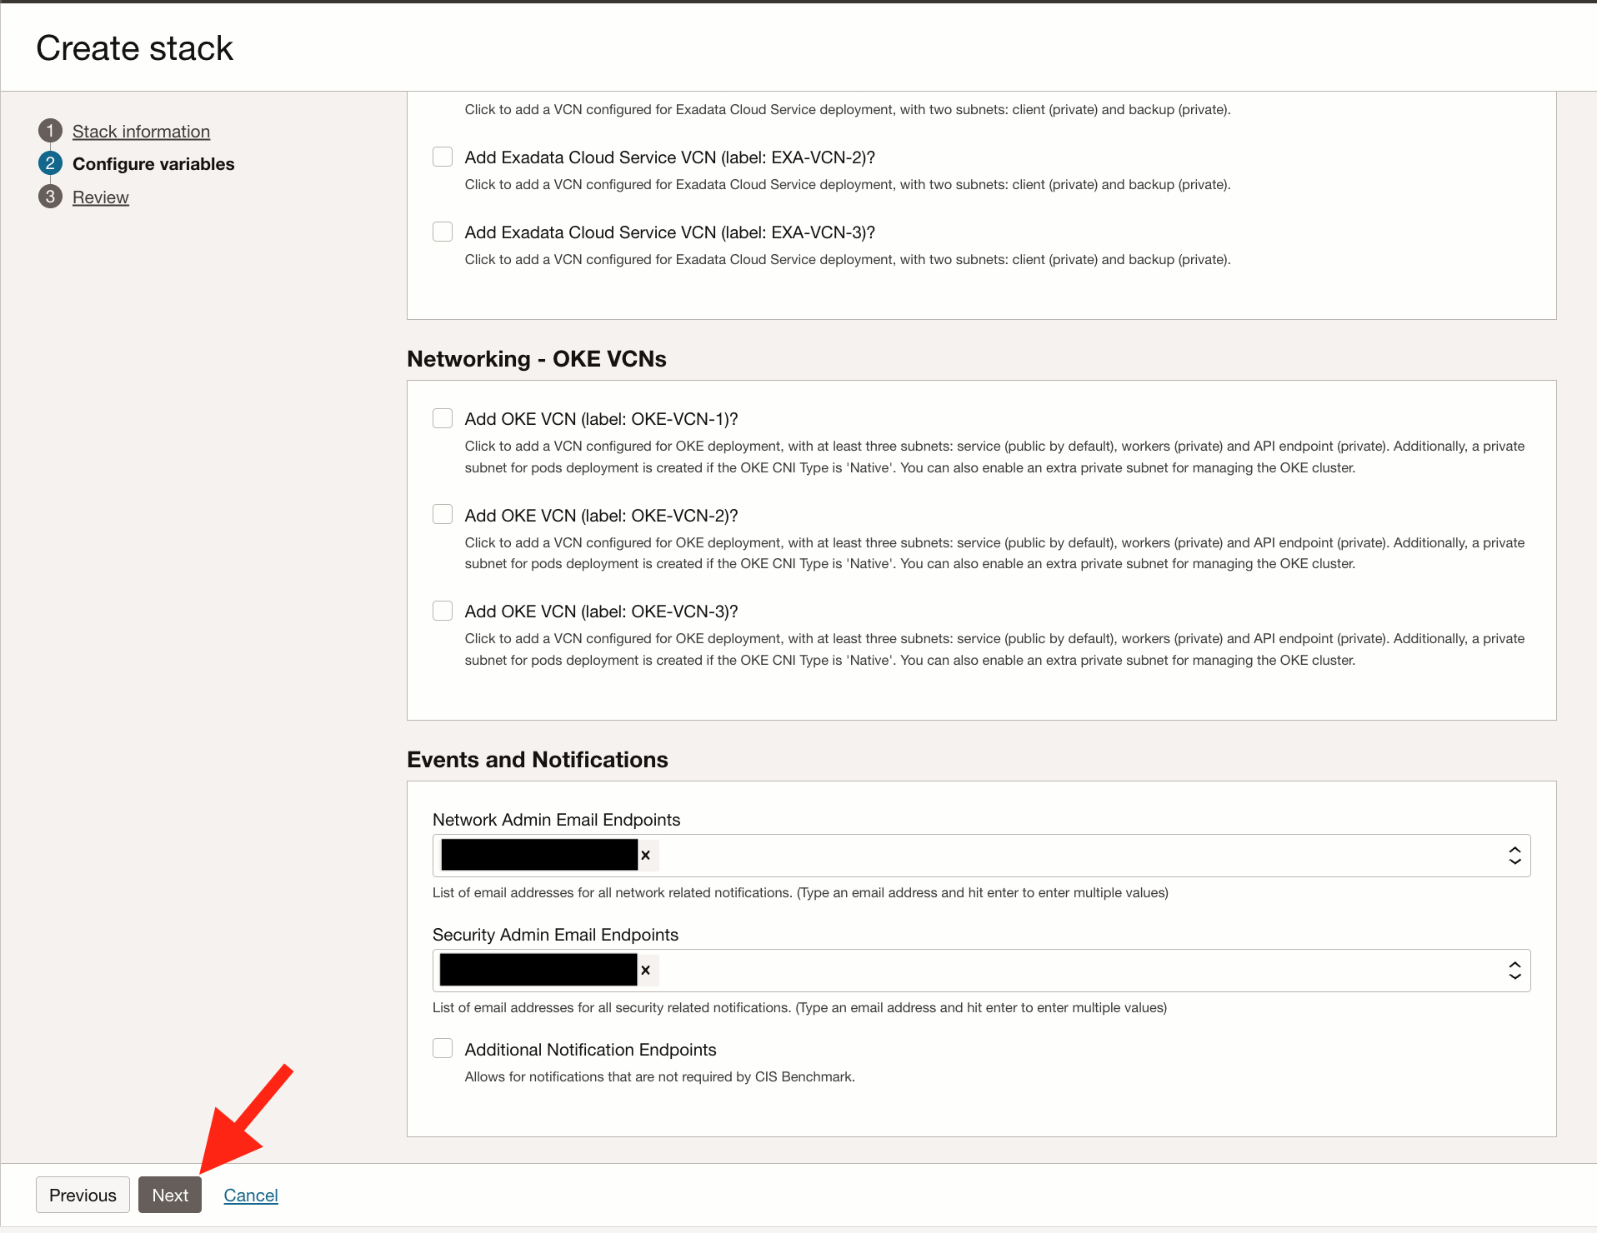 Create stack
1 Stack information
2 Configure variables
3 Review
Click to add a VCN configured for Exadata Cloud Service deployment, with two subnets: client (private) and backup (private).
Add Exadata Cloud Service VCN (label: EXA-VCN-2)?
Click to add a VCN configured for Exadata Cloud Service deployment, with two subnets: client (private) and backup (private).
Add Exadata Cloud Service VCN (label: EXA-VCN-3)?
Click to add a VCN configured for Exadata Cloud Service deployment, with two subnets: client (private) and backup (private).
Networking - OKE VCNs
Add OKE VCN (label: OKE-VCN-1)?
Click to add a VCN configured for OKE deployment, with at least three subnets: service (public by default), workers (private) and API endpoint (private). Additionally, a private
subnet for pods deployment is created if the OKE CNI Type is 'Native'. You can also enable an extra private subnet for managing the OKE cluster.
Add OKE VCN (label: OKE-VCN-2)?
Click to add a VCN configured for OKE deployment, with at least three subnets: service (public by default), workers (private) and API endpoint (private). Additionally, a private
subnet for pods deployment is created if the OKE CNI Type is 'Native'. You can also enable an extra private subnet for managing the OKE cluster.
Add OKE VCN (label: OKE-VCN-3)?
Click to add a VCN configured for OKE deployment, with at least three subnets: service (public by default), workers (private) and API endpoint (private). Additionally, a private
subnet for pods deployment is created if the OKE CNI Type is 'Native'. You can also enable an extra private subnet for managing the OKE cluster.
Events and Notifications
Network Admin Email Endpoints
List of email addresses for all network related notifications. (Type an email address and hit enter to enter multiple values)
Security Admin Email Endpoints
List of email addresses for all security related notifications. (Type an email address and hit enter to enter multiple values)
Additional Notification Endpoints
Allows for notifications that are not required by CIS Benchmark.
Previous Next Cancel